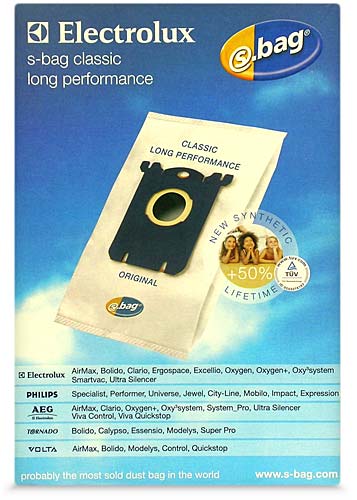 Electrolux
s-bag classic
long performance
s-bag®
CLASSIC
LONG PERFORMANCE
ORIGINAL
s-bag®
NEW SYNTHETIC
+50%
LIFETIME
TÜV
Electrolux AirMax, Bolido, Clario, Ergospace, Excellio, Oxygen, Oxygen+, Oxy³system
Smartvac, Ultra Silencer
PHILIPS Specialist, Performer, Universe, Jewel, City-Line, Mobilo, Impact, Expression
AEG Electrolux AirMax, Clario, Oxygen+, Oxy³system, System_Pro, Ultra Silencer
Viva Control, Viva Quickstop
TORNADO Bolido, Calypso, Essensio, Modelys, Super Pro
VOLTA AirMax, Bolido, Modelys, Control, Quickstop
probably the most sold dust bag in the world www.s-bag.com